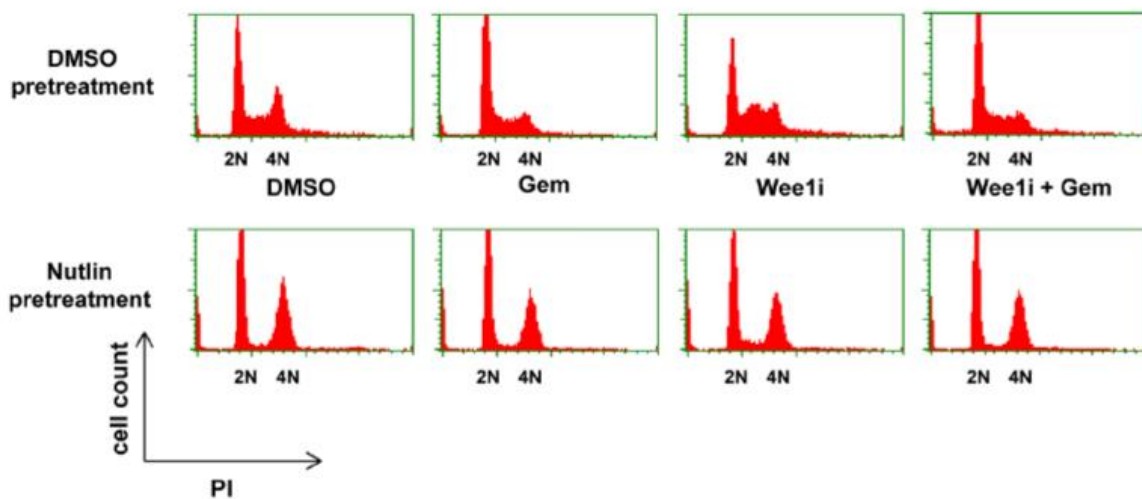 DMSO
pretreatment
2N 4N 2N 4N 2N 4N 2N 4N
DMSO Gem Wee1i Wee1i + Gem
Nutlin
pretreatment
2N 4N 2N 4N 2N 4N 2N 4N
cell count
PI